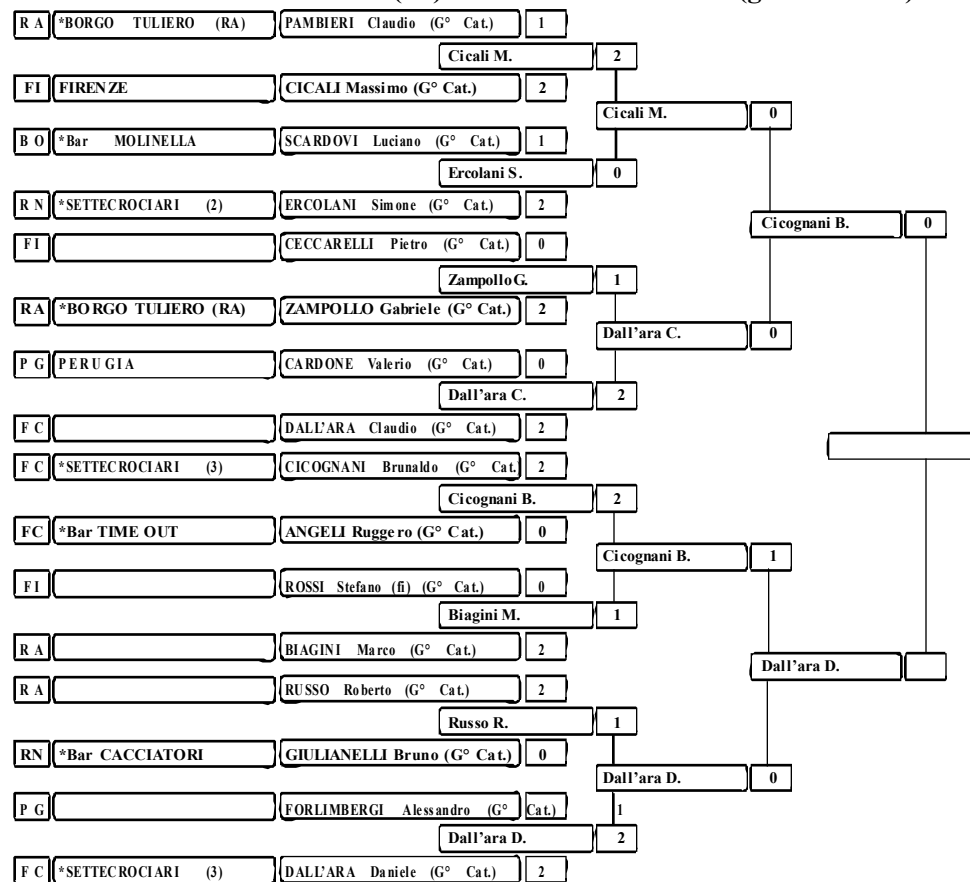 R A *BORGO TULIERO (RA) PAMBIERI Claudio (G° Cat.) 1
Cicali M. 2
FI FIRENZE CICALI Massimo (G° Cat.) 2
Cicali M. 0
B O *Bar MOLINELLA SCARDOVI Luciano (G° Cat.) 1
Ercolani S. 0
R N *SETTECROCIARI (2) ERCOLANI Simone (G° Cat.) 2
Cicognani B. 0
F I CECCARELLI Pietro (G° Cat.) 0
Zampollo G. 1
RA *BORGO TULIERO (RA) ZAMPOLLO Gabriele (G° Cat.) 2
Dall'ara C. 0
P G PERUGIA CARDONE Valerio (G° Cat.) 0
Dall'ara C. 2
F C DALL'ARA Claudio (G° Cat.) 2
F C *SETTECROCIARI (3) CICOGNANI Brunaldo (G° Cat. 2
Cicognani B. 2
FC *Bar TIME OUT ANGELI Ruggero (G° Cat.) 0
Cicognani B. 1
F I ROSSI Stefano (fi) (G° Cat.) 0
Biagini M. 1
R A BIAGINI Marco (G° Cat.) 2
Dall'ara D.
R A RUSSO Roberto (G° Cat.) 2
Russo R. 1
RN *Bar CACCIATORI GIULIANELLI Bruno (G° Cat.) 0
Dall'ara D. 0
P G FORLIMBERGI Alessandro (G° Cat.) 1
Dall'ara D. 2
F C *SETTECROCIARI (3) DALL'ARA Daniele (G° Cat.) 2